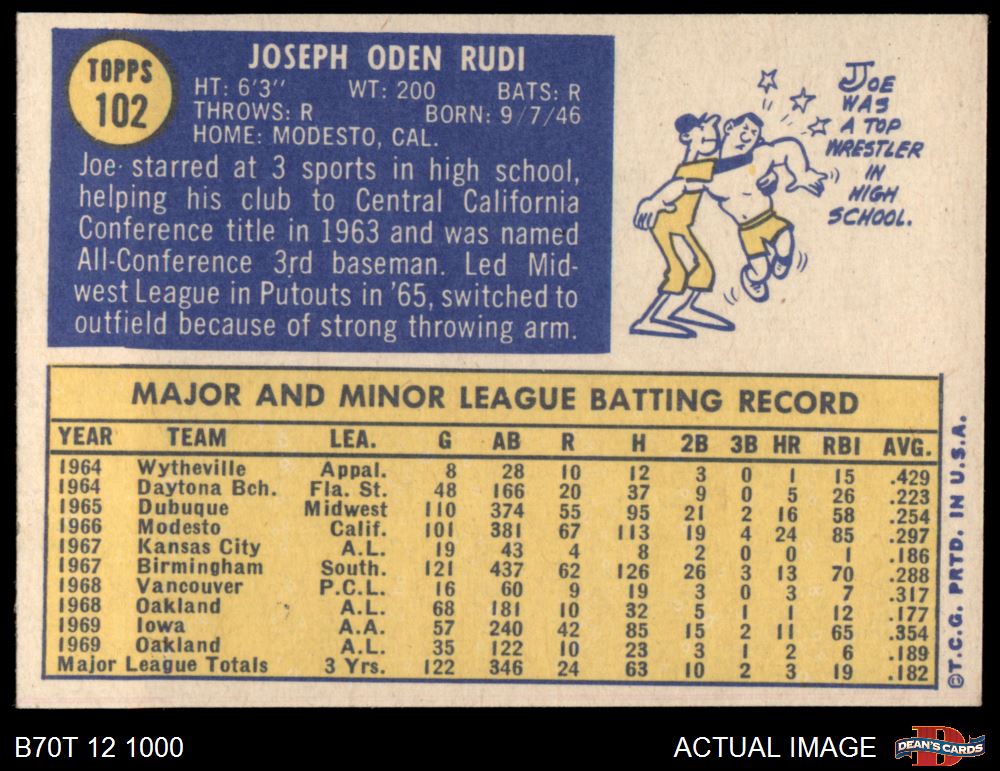 TOPPS
102
JOSEPH ODEN RUDI
HT: 6'3" WT: 200 BATS: R
THROWS: R BORN: 9/7/46
HOME: MODESTO, CAL.
Joe starred at 3 sports in high school,
helping his club to Central California
Conference title in 1963 and was named
All-Conference 3rd baseman. Led Mid-
west League in Putouts in '65, switched to
outfield because of strong throwing arm.
JOE
WAS
A TOP
WRESTLER
IN
HIGH
SCHOOL.
MAJOR AND MINOR LEAGUE BATTING RECORD
YEAR TEAM LEA. G AB R H 2B 3B HR RBI AVG.
1964 Wytheville Appal. 8 28 10 12 3 0 1 15 .429
1964 Daytona Bch. Fla. St. 48 166 20 37 9 0 5 26 .223
1965 Dubuque Midwest 110 374 55 95 21 2 16 58 .254
1966 Modesto Calif. 101 381 67 113 19 4 24 85 .297
1967 Kansas City A.L. 19 43 4 8 2 0 0 1 .186
1967 Birmingham South. 121 437 62 126 26 3 13 70 .288
1968 Vancouver P.C.L. 16 60 9 19 3 0 3 7 .317
1968 Oakland A.L. 68 181 10 32 5 1 1 12 .177
1969 Iowa A.A. 57 240 42 85 15 2 11 65 .354
1969 Oakland A.L. 35 122 10 23 3 1 2 6 .189
Major League Totals 3 Yrs. 122 346 24 63 10 2 3 19 .182
©T.C.G. PRTD. IN U.S.A.
B70T 12 1000
ACTUAL IMAGE
D
DEAN'S CARDS